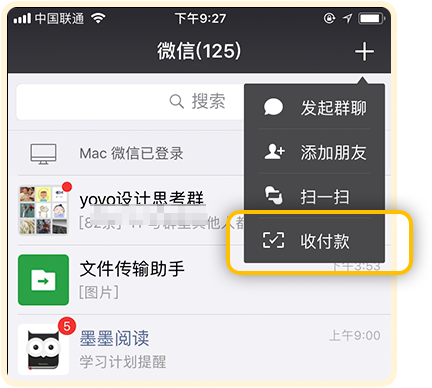 中国联通 下午9:27
微信(125)
搜索
发起群聊
Mac 微信已登录
添加朋友
yoyo设计思考群
扫一扫
[82条]
收付款
文件传输助手 下午3:53
[图片]
5
墨墨阅读 上午9:00
学习计划提醒